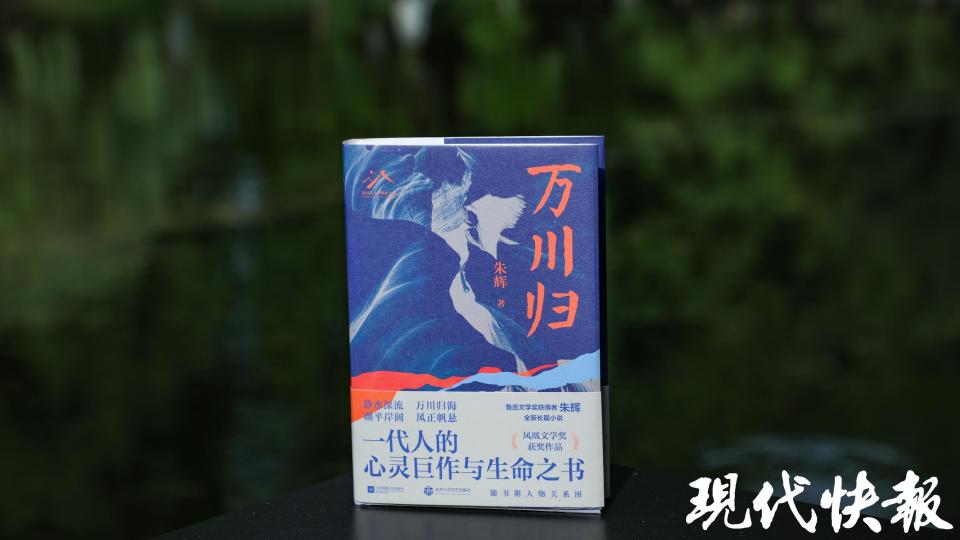 万川归
朱辉 著
静水深流 万川归海
潮平岸阔 风正帆悬
鲁迅文学奖获得者 朱辉
全新长篇小说
凤凰文学奖
获奖作品
一代人的
心灵巨作与生命之书
随书附人物关系图
现代快報